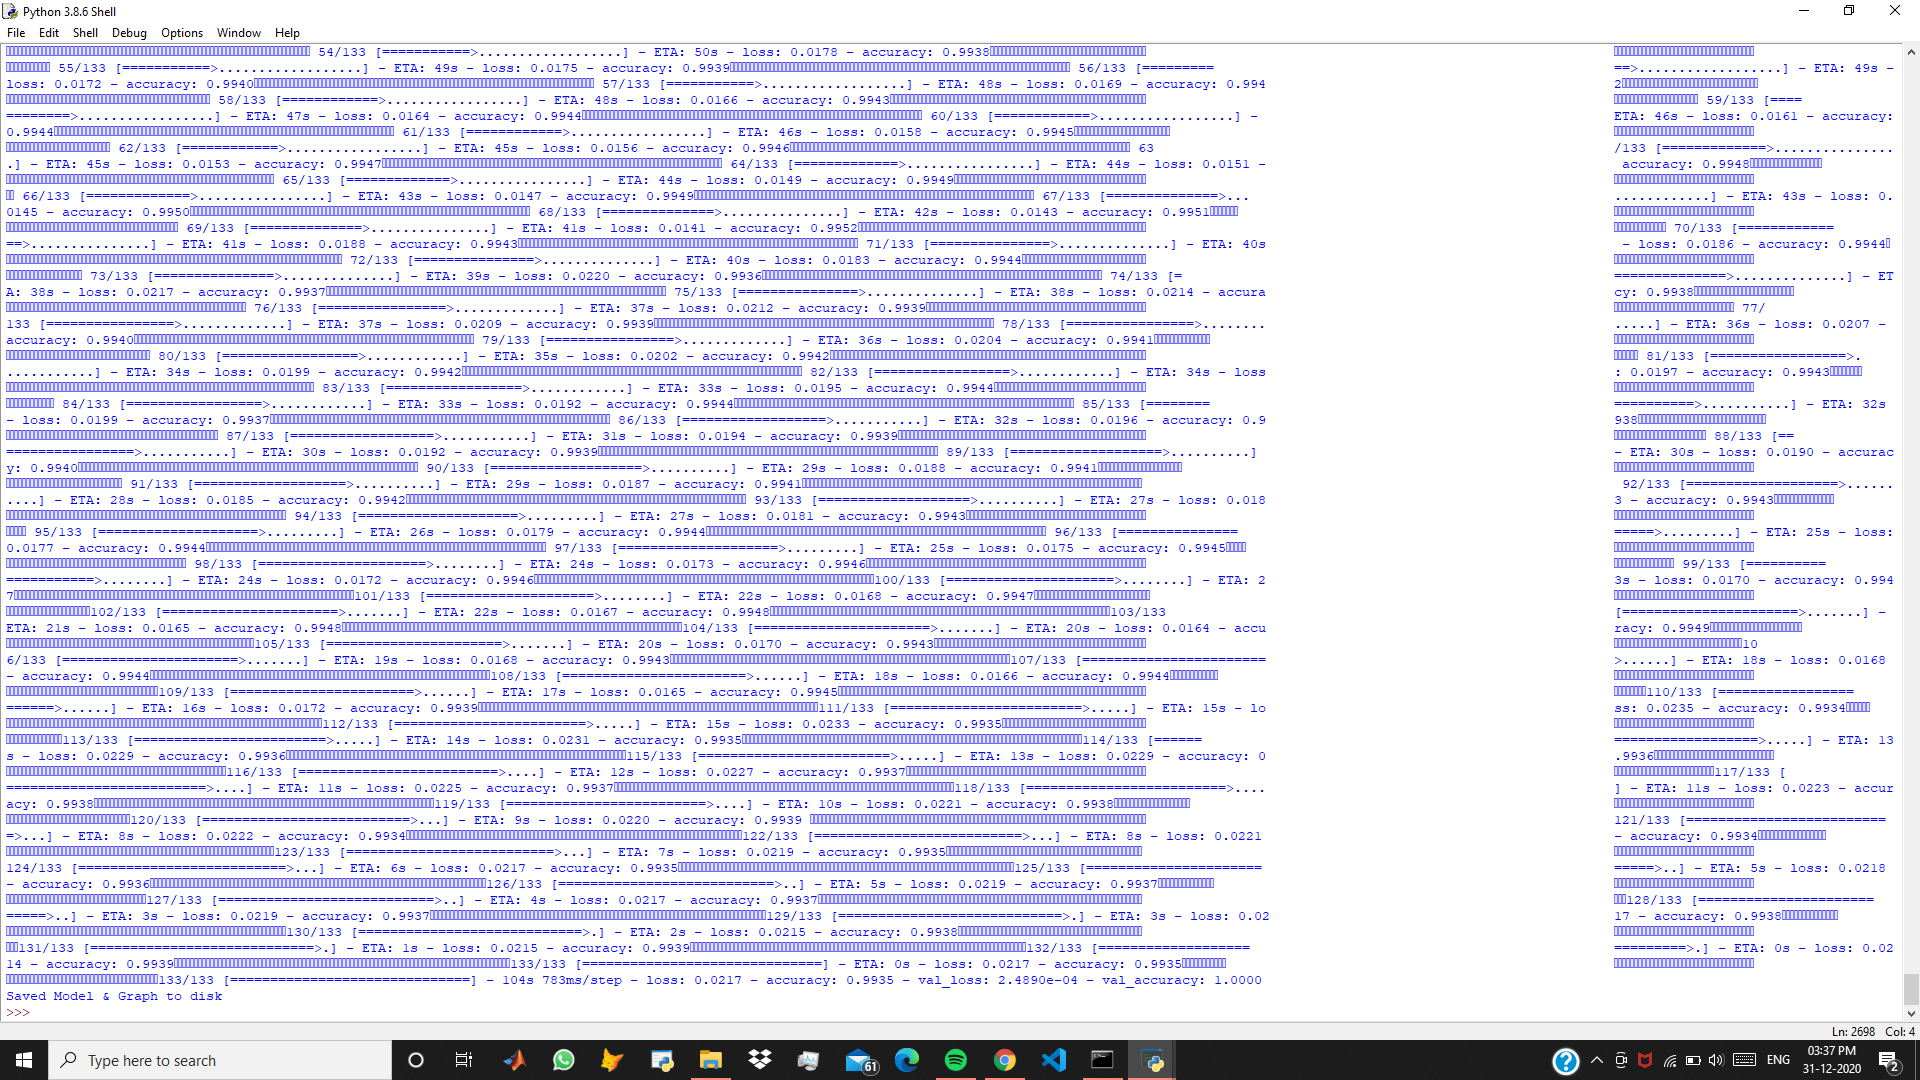 Python 3.8.6 Shell
File Edit Shell Debug Options Window Help
54/133 [============>.................] - ETA: 50s - loss: 0.0178 - accuracy: 0.9938
55/133 [===========>..................] - ETA: 49s - loss: 0.0175 - accuracy: 0.9939 56/133 [========= ==>..................] - ETA: 49s -
loss: 0.0172 - accuracy: 0.9940 57/133 [===========>..................] - ETA: 48s - loss: 0.0169 - accuracy: 0.994 2
58/133 [============>.................] - ETA: 48s - loss: 0.0166 - accuracy: 0.9943 59/133 [====
=========>.................] - ETA: 47s - loss: 0.0164 - accuracy: 0.9944 60/133 [============>.................] - ETA: 46s - loss: 0.0161 - accuracy:
0.9944 61/133 [============>.................] - ETA: 46s - loss: 0.0158 - accuracy: 0.9945
62/133 [============>.................] - ETA: 45s - loss: 0.0156 - accuracy: 0.9946 63 /133 [=============>...............
.] - ETA: 45s - loss: 0.0153 - accuracy: 0.9947 64/133 [=============>................] - ETA: 44s - loss: 0.0151 - accuracy: 0.9948
65/133 [=============>................] - ETA: 44s - loss: 0.0149 - accuracy: 0.9949
66/133 [=============>................] - ETA: 43s - loss: 0.0147 - accuracy: 0.9949 67/133 [==============>... ............] - ETA: 43s - loss: 0.
0145 - accuracy: 0.9950 68/133 [==============>...............] - ETA: 42s - loss: 0.0143 - accuracy: 0.9951
69/133 [==============>...............] - ETA: 41s - loss: 0.0141 - accuracy: 0.9952 70/133 [============
==>...............] - ETA: 41s - loss: 0.0188 - accuracy: 0.9943 71/133 [===============>..............] - ETA: 40s - loss: 0.0186 - accuracy: 0.9944
72/133 [===============>..............] - ETA: 40s - loss: 0.0183 - accuracy: 0.9944
73/133 [===============>..............] - ETA: 39s - loss: 0.0220 - accuracy: 0.9936 74/133 [= ==============>..............] - ET
A: 38s - loss: 0.0217 - accuracy: 0.9937 75/133 [===============>..............] - ETA: 38s - loss: 0.0214 - accura cy: 0.9938
76/133 [================>.............] - ETA: 37s - loss: 0.0212 - accuracy: 0.9939 77/
133 [================>.............] - ETA: 37s - loss: 0.0209 - accuracy: 0.9939 78/133 [================>........ .....] - ETA: 36s - loss: 0.0207 -
accuracy: 0.9940 79/133 [================>.............] - ETA: 36s - loss: 0.0204 - accuracy: 0.9941
80/133 [=================>............] - ETA: 35s - loss: 0.0202 - accuracy: 0.9942 81/133 [=================>.
...........] - ETA: 34s - loss: 0.0199 - accuracy: 0.9942 82/133 [=================>............] - ETA: 34s - loss : 0.0197 - accuracy: 0.9943
83/133 [=================>............] - ETA: 33s - loss: 0.0195 - accuracy: 0.9944
84/133 [=================>............] - ETA: 33s - loss: 0.0192 - accuracy: 0.9944 85/133 [======== ==========>...........] - ETA: 32s
- loss: 0.0199 - accuracy: 0.9937 86/133 [==================>...........] - ETA: 32s - loss: 0.0196 - accuracy: 0.9 938
87/133 [==================>...........] - ETA: 31s - loss: 0.0194 - accuracy: 0.9939 88/133 [==
================>...........] - ETA: 30s - loss: 0.0192 - accuracy: 0.9939 89/133 [===================>..........] - ETA: 30s - loss: 0.0190 - accurac
y: 0.9940 90/133 [===================>..........] - ETA: 29s - loss: 0.0188 - accuracy: 0.9941
91/133 [===================>..........] - ETA: 29s - loss: 0.0187 - accuracy: 0.9941 92/133 [===================>......
....] - ETA: 28s - loss: 0.0185 - accuracy: 0.9942 93/133 [===================>..........] - ETA: 27s - loss: 0.018 3 - accuracy: 0.9943
94/133 [====================>.........] - ETA: 27s - loss: 0.0181 - accuracy: 0.9943
95/133 [====================>.........] - ETA: 26s - loss: 0.0179 - accuracy: 0.9944 96/133 [=============== =====>.........] - ETA: 25s - loss:
0.0177 - accuracy: 0.9944 97/133 [====================>.........] - ETA: 25s - loss: 0.0175 - accuracy: 0.9945
98/133 [=====================>........] - ETA: 24s - loss: 0.0173 - accuracy: 0.9946 99/133 [==========
===========>........] - ETA: 24s - loss: 0.0172 - accuracy: 0.9946 100/133 [=====================>........] - ETA: 2 3s - loss: 0.0170 - accuracy: 0.994
7 101/133 [=====================>........] - ETA: 22s - loss: 0.0168 - accuracy: 0.9947
102/133 [======================>.......] - ETA: 22s - loss: 0.0167 - accuracy: 0.9948 103/133 [======================>.......] -
ETA: 21s - loss: 0.0165 - accuracy: 0.9948 104/133 [======================>.......] - ETA: 20s - loss: 0.0164 - accu racy: 0.9949
105/133 [======================>.......] - ETA: 20s - loss: 0.0170 - accuracy: 0.9943 10
6/133 [======================>.......] - ETA: 19s - loss: 0.0168 - accuracy: 0.9943 107/133 [======================= >......] - ETA: 18s - loss: 0.0168
- accuracy: 0.9944 108/133 [=======================>......] - ETA: 18s - loss: 0.0166 - accuracy: 0.9944
109/133 [=======================>......] - ETA: 17s - loss: 0.0165 - accuracy: 0.9945 110/133 [=================
======>......] - ETA: 16s - loss: 0.0172 - accuracy: 0.9939 111/133 [========================>.....] - ETA: 15s - lo ss: 0.0235 - accuracy: 0.9934
112/133 [========================>.....] - ETA: 15s - loss: 0.0233 - accuracy: 0.9935
113/133 [========================>.....] - ETA: 14s - loss: 0.0231 - accuracy: 0.9935 114/133 [====== ==================>.....] - ETA: 13
s - loss: 0.0229 - accuracy: 0.9936 115/133 [========================>.....] - ETA: 13s - loss: 0.0229 - accuracy: 0 .9936
116/133 [=========================>....] - ETA: 12s - loss: 0.0227 - accuracy: 0.9937 117/133 [
=========================>....] - ETA: 11s - loss: 0.0225 - accuracy: 0.9937 118/133 [=========================>.... ] - ETA: 11s - loss: 0.0223 - accur
acy: 0.9938 119/133 [=========================>....] - ETA: 10s - loss: 0.0221 - accuracy: 0.9938
120/133 [==========================>...] - ETA: 9s - loss: 0.0220 - accuracy: 0.9939 121/133 [=========================
=>...] - ETA: 8s - loss: 0.0222 - accuracy: 0.9934 122/133 [==========================>...] - ETA: 8s - loss: 0.0221 - accuracy: 0.9934
123/133 [==========================>...] - ETA: 7s - loss: 0.0219 - accuracy: 0.9935
124/133 [==========================>...] - ETA: 6s - loss: 0.0217 - accuracy: 0.9935 125/133 [====================== =====>..] - ETA: 5s - loss: 0.0218
- accuracy: 0.9936 126/133 [===========================>..] - ETA: 5s - loss: 0.0219 - accuracy: 0.9937
127/133 [===========================>..] - ETA: 4s - loss: 0.0217 - accuracy: 0.9937 128/133 [======================
=====>..] - ETA: 3s - loss: 0.0219 - accuracy: 0.9937 129/133 [============================>.] - ETA: 3s - loss: 0.02 17 - accuracy: 0.9938
130/133 [============================>.] - ETA: 2s - loss: 0.0215 - accuracy: 0.9938
131/133 [============================>.] - ETA: 1s - loss: 0.0215 - accuracy: 0.9939 132/133 [=================== =========>.] - ETA: 0s - loss: 0.02
14 - accuracy: 0.9939 133/133 [==============================] - ETA: 0s - loss: 0.0217 - accuracy: 0.9935
133/133 [==============================] - 104s 783ms/step - loss: 0.0217 - accuracy: 0.9935 - val_loss: 2.4890e-04 - val_accuracy: 1.0000
Saved Model & Graph to disk
>>>
Ln: 2698 Col: 4
Type here to search
61
ENG
03:37 PM
31-12-2020
2